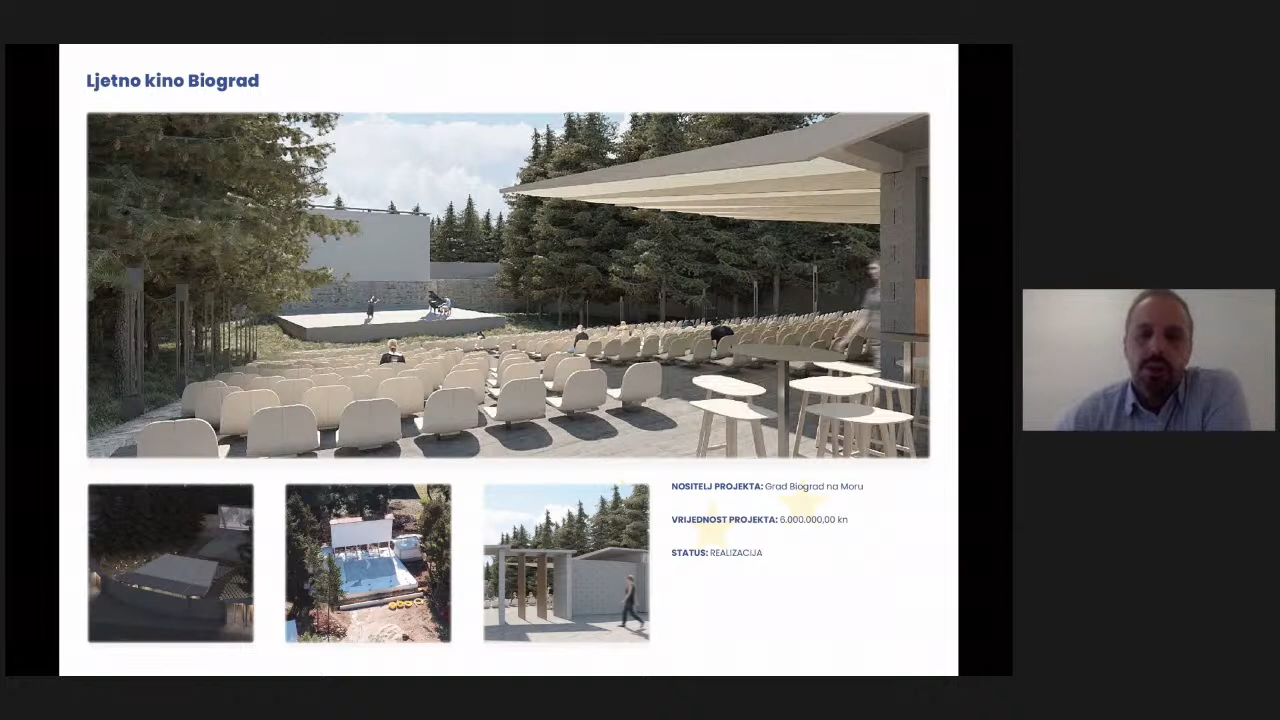 Ljetno kino Biograd
NOSITELJ PROJEKTA: Grad Biograd na Moru
VRIJEDNOST PROJEKTA: 6.000.000,00 kn
STATUS: REALIZACIJA